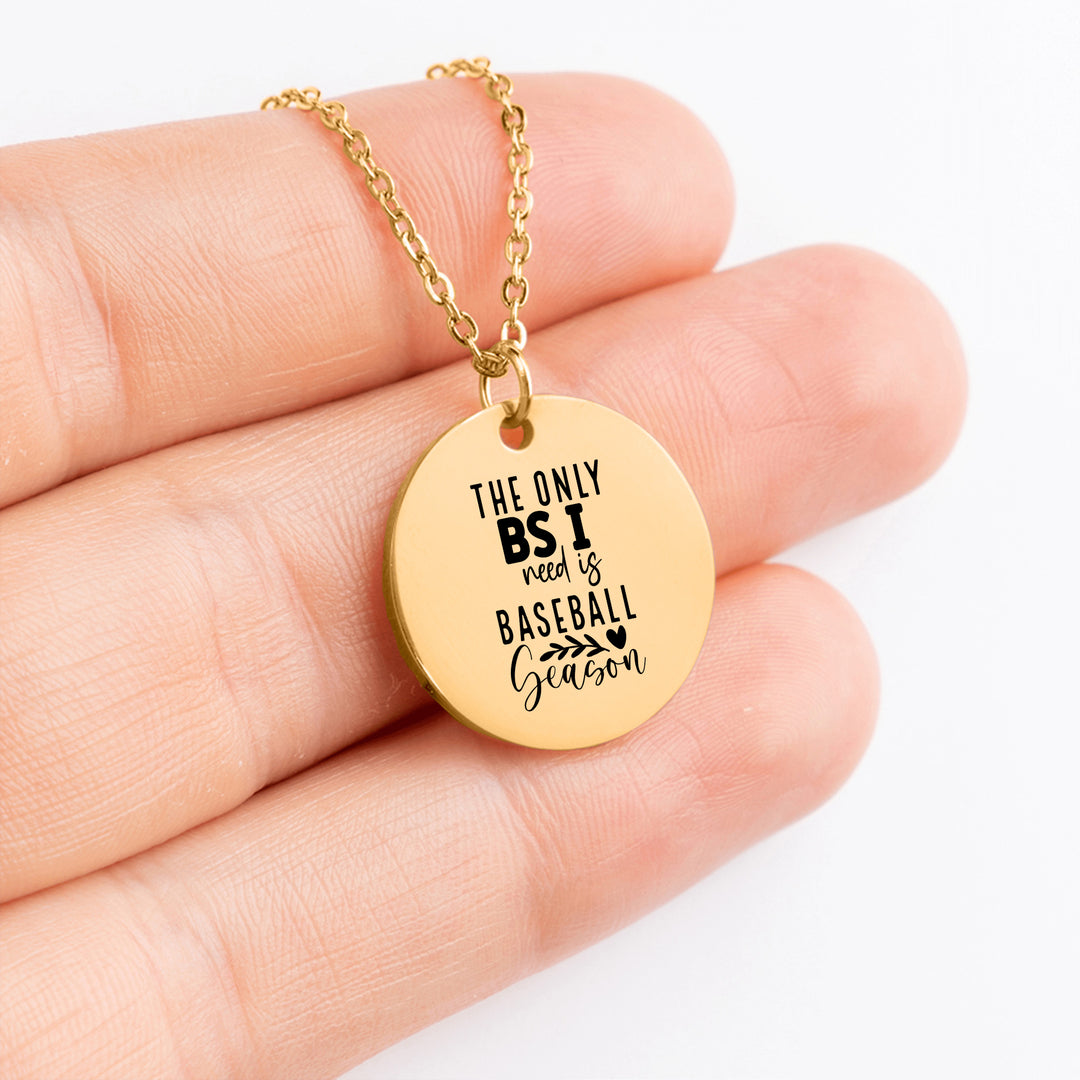 THE ONLY
BS I
need is
BASEBALL
Season